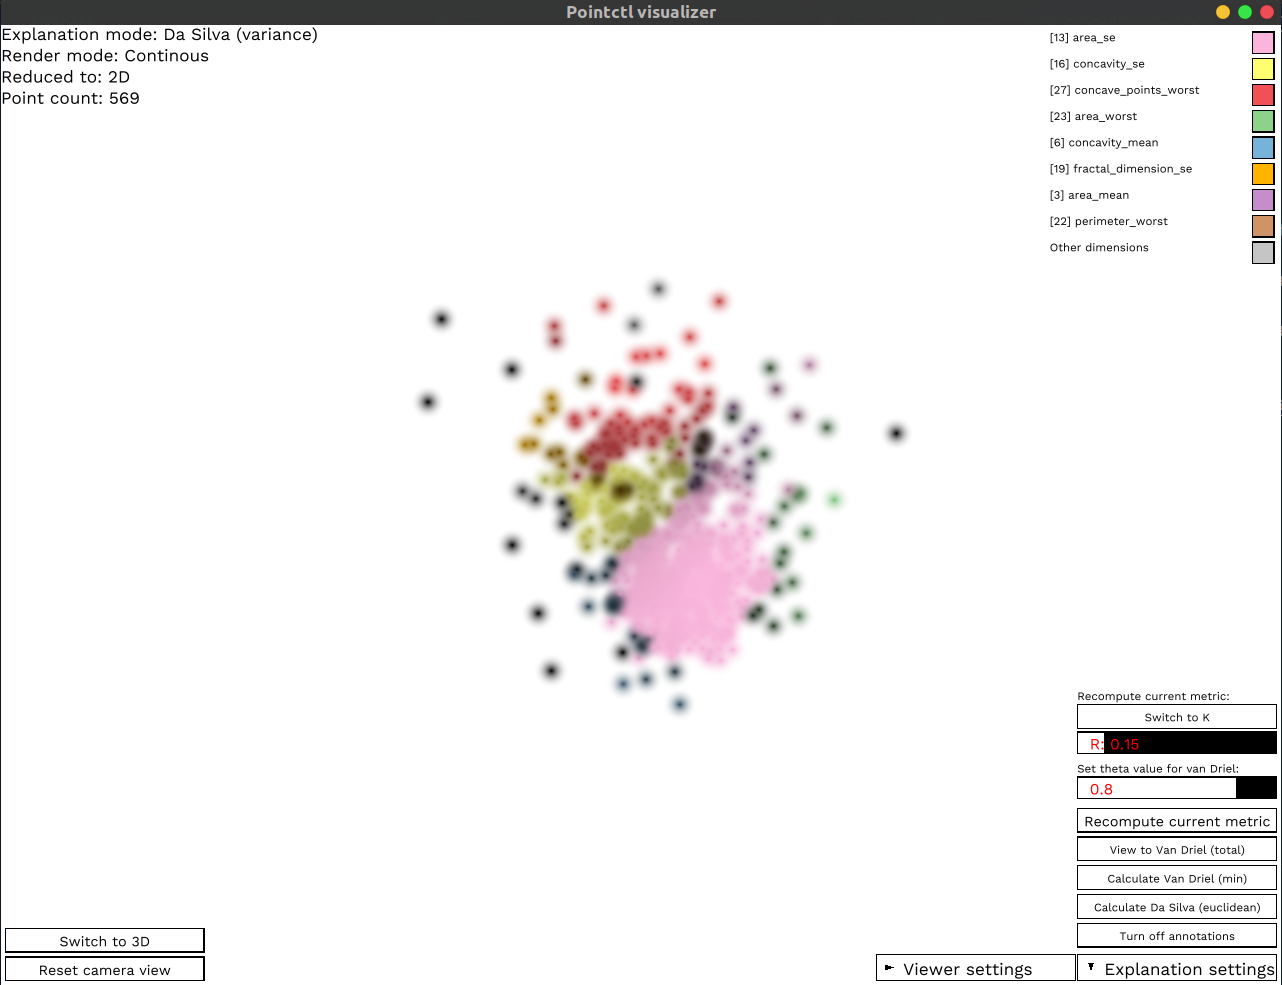 Pointctl visualizer
Explanation mode: Da Silva (variance)
Render mode: Continous
Reduced to: 2D
Point count: 569
[13] area_se
[16] concavity_se
[27] concave_points_worst
[23] area_worst
[6] concavity_mean
[19] fractal_dimension_se
[3] area_mean
[22] perimeter_worst
Other dimensions
Recompute current metric:
Switch to K
R: 0.15
Set theta value for van Driel:
0.8
Recompute current metric
View to Van Driel (total)
Calculate Van Driel (min)
Calculate Da Silva (euclidean)
Turn off annotations
Switch to 3D
Reset camera view
Viewer settings
Explanation settings